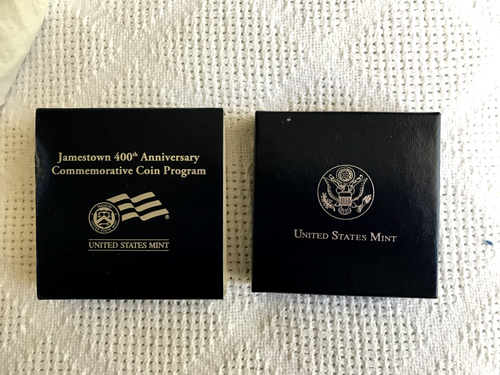 Jamestown 400th Anniversary
Commemorative Coin Program
UNITED STATES MINT
UNITED STATES MINT